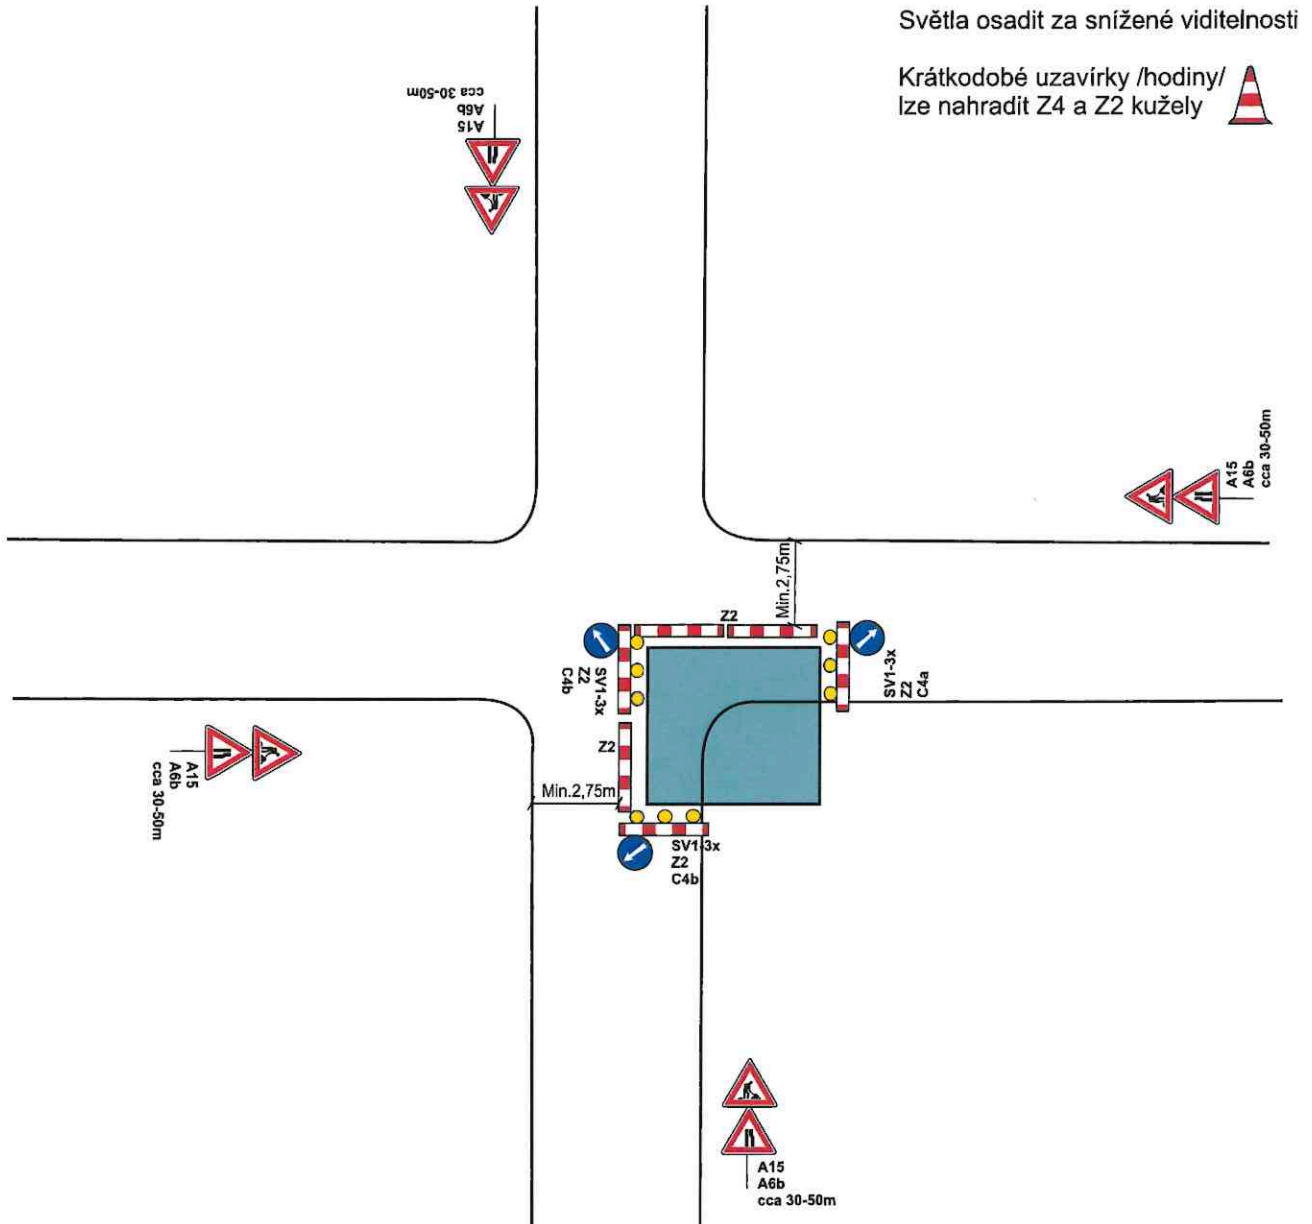 Světla osadit za snížené viditelnosti
Krátkodobé uzavírky /hodiny/
lze nahradit Z4 a Z2 kužely
A15
A6b
cca 30-50m
A15
A6b
cca 30-50m
Min.2,75m
Z2
SV1-3x
Z2
C4b
SV1-3x
Z2
C4a
Z2
A15
A6b
cca 30-50m
Min.2,75m
SV1-3x
Z2
C4b
A15
A6b
cca 30-50m